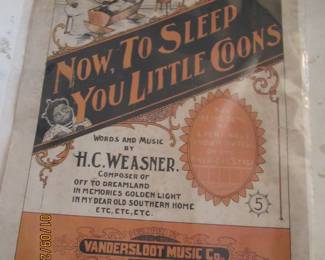 NOW, TO SLEEP
YOU LITTLE COONS
WORDS AND MUSIC
BY
H.C. WEASNER.
COMPOSER OF
OFF TO DREAMLAND
IN MEMORIES GOLDEN LIGHT
IN MY DEAR OLD SOUTHERN HOME
ETC, ETC, ETC.
5
VANDERSLOOT MUSIC CO.